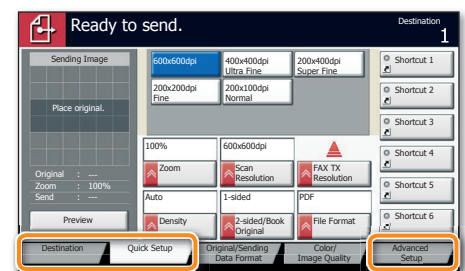 Ready to send.
Destination
1
Sending Image
Place original.
Original : ---
Zoom : 100%
Send : ---
Preview
600x600dpi
400x400dpi
Ultra Fine
200x400dpi
Super Fine
200x200dpi
Fine
200x100dpi
Normal
100%
Zoom
600x600dpi
Scan
Resolution
FAX TX
Resolution
Auto
Density
1-sided
2-sided/Book
Original
PDF
File Format
Shortcut 1
Shortcut 2
Shortcut 3
Shortcut 4
Shortcut 5
Shortcut 6
Destination
Quick Setup
Original/Sending
Data Format
Color/
Image Quality
Advanced
Setup